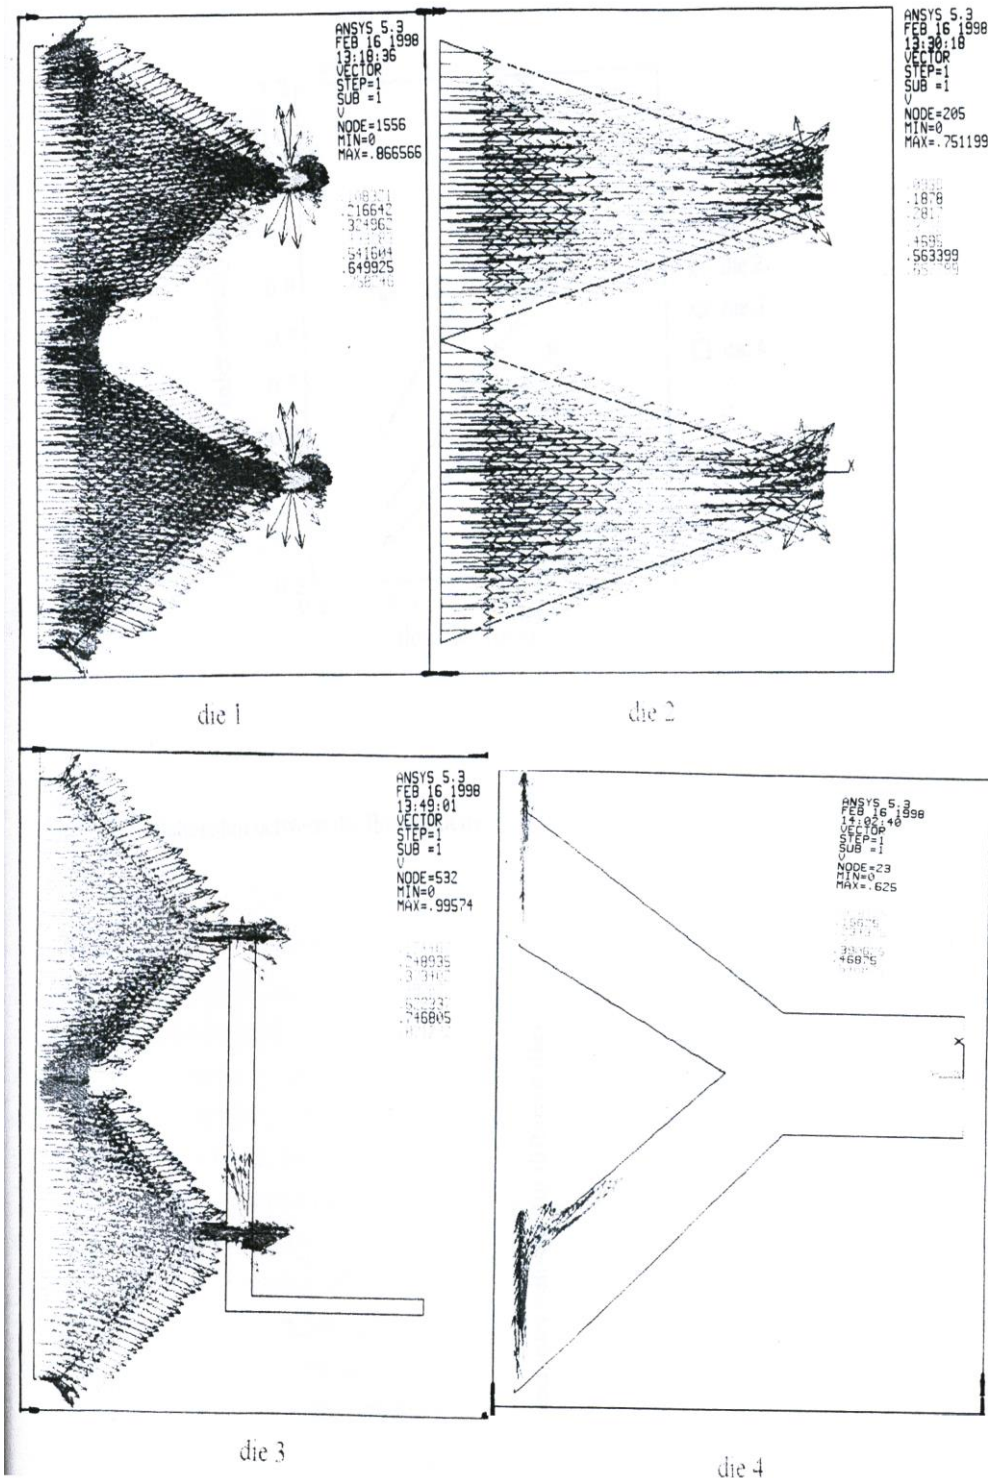 ANSYS 5.3
FEB 16 1998
13:18:36
VECTOR
STEP=1
SUB =1
V
NODE=1556
MIN=0
MAX=.866566
.216642
.324962
.541604
.649925
die 1
ANSYS 5.3
FEB 16 1998
13:30:18
VECTOR
STEP=1
SUB =1
V
NODE=205
MIN=0
MAX=.751199
.1878
.563399
X
die 2
ANSYS 5.3
FEB 16 1998
13:49:01
VECTOR
STEP=1
SUB =1
V
NODE=532
MIN=0
MAX=.99574
.248935
.746805
die 3
ANSYS 5.3
FEB 16 1998
14:02:40
VECTOR
STEP=1
SUB =1
V
NODE=23
MIN=0
MAX=.625
.46875
X
die 4